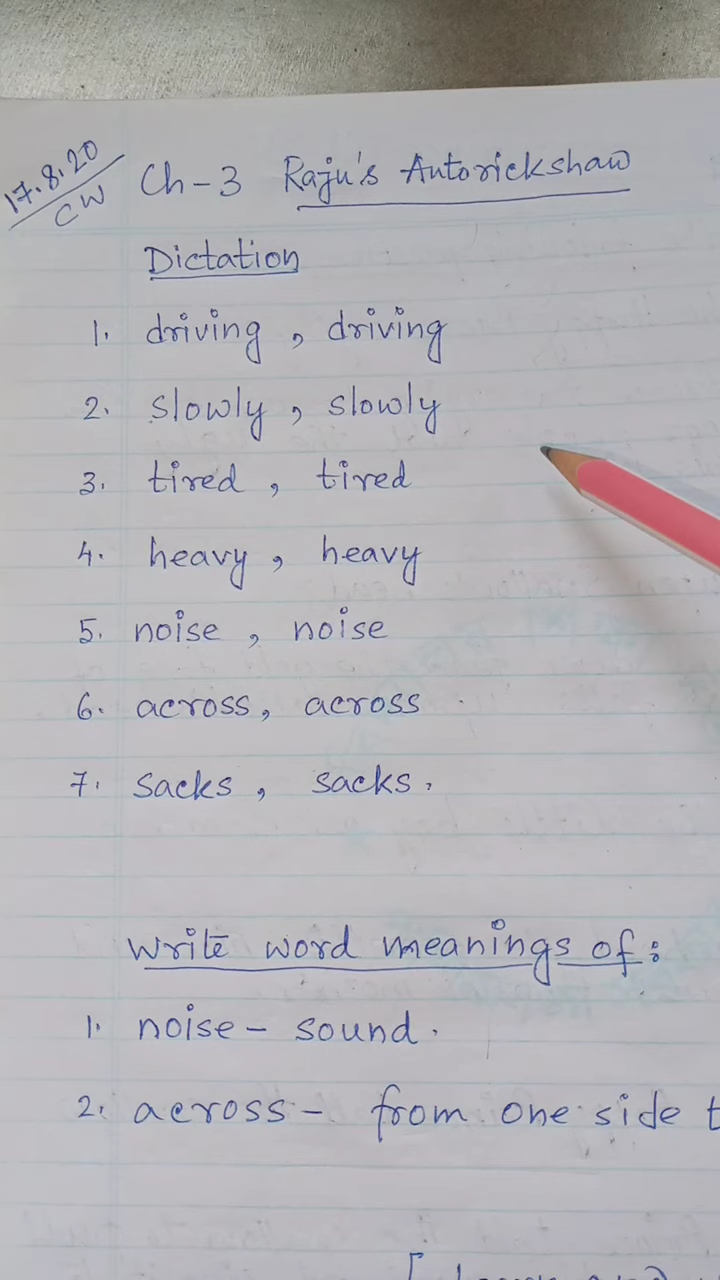 17.8.20
CW
Ch-3 Raju's Autorickshaw
Dictation
1. driving, driving
2. slowly, slowly
3. tired, tired
4. heavy, heavy
5. noise, noise
6. across, across
7. sacks, sacks.
Write word meanings of:
1. noise - sound.
2. across - from one side